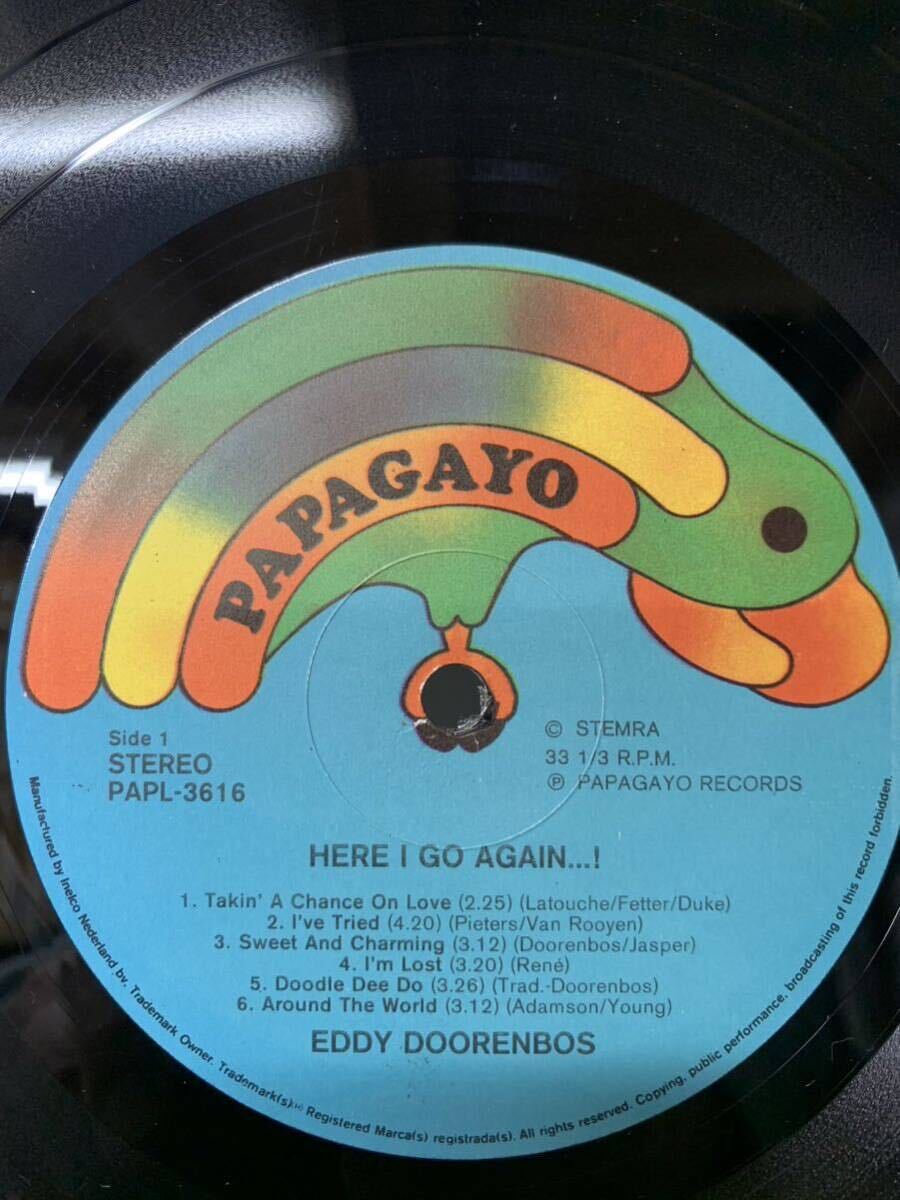 PAPAGAYO
Side 1
STEREO
PAPL-3616
© STEMRA
33 1/3 R.P.M.
℗ PAPAGAYO RECORDS
HERE I GO AGAIN...!
1. Takin' A Chance On Love (2.25) (Latouche/Fetter/Duke)
2. I've Tried (4.20) (Pieters/Van Rooyen)
3. Sweet And Charming (3.12) (Doorenbos/Jasper)
4. I'm Lost (3.20) (René)
5. Doodle Dee Do (3.26) (Trad.-Doorenbos)
6. Around The World (3.12) (Adamson/Young)
EDDY DOORENBOS
Manufactured by Inelco Nederland bv. Trademark Owner. Trademark(s) Registered Marca(s) registrada(s). All rights reserved. Copying, public performance, broadcasting of this record forbidden.